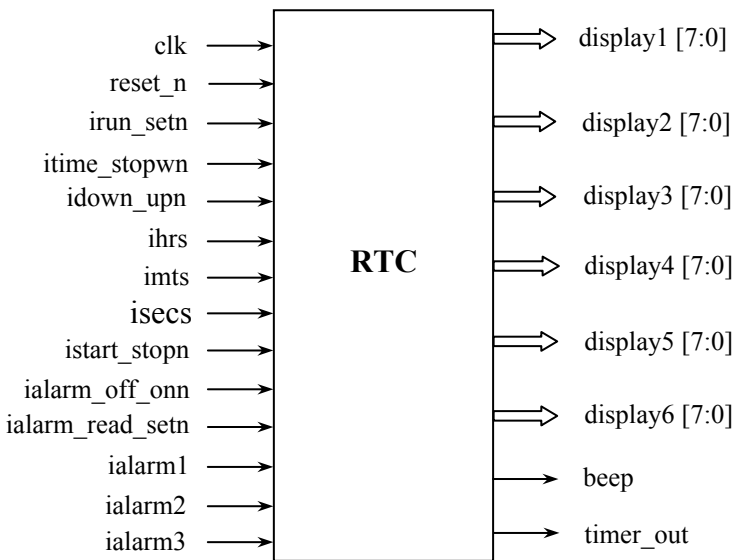 clk
reset_n
irun_setn
itime_stopwn
idown_upn
ihrs
imts
isecs
istart_stopn
ialarm_off_onn
ialarm_read_setn
ialarm1
ialarm2
ialarm3
RTC
display1 [7:0]
display2 [7:0]
display3 [7:0]
display4 [7:0]
display5 [7:0]
display6 [7:0]
beep
timer_out